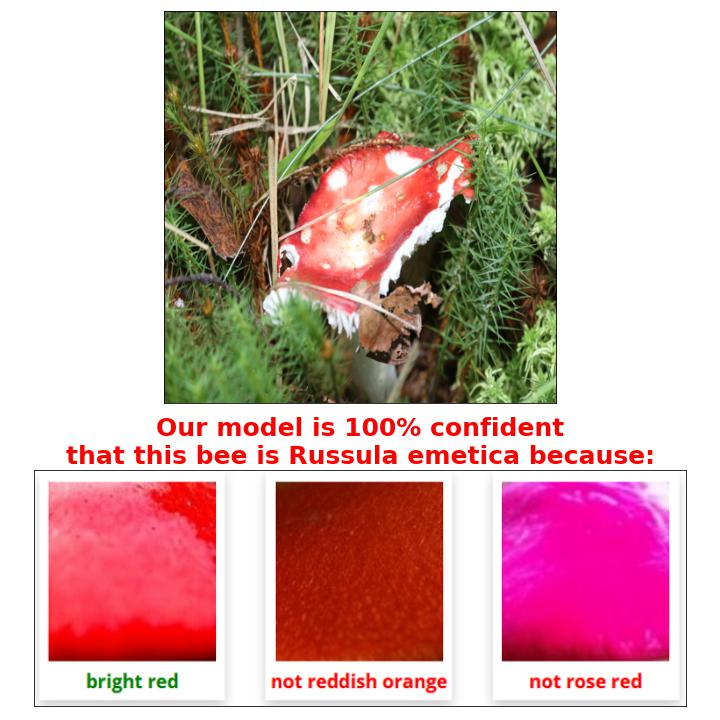 Our model is 100% confident
that this bee is Russula emetica because:
bright red
not reddish orange
not rose red